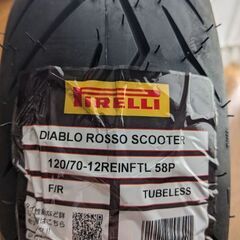 PIRELLI
DIABLO ROSSO SCOOTER
120/70-12REINFTL 58P
F/R TUBELESS